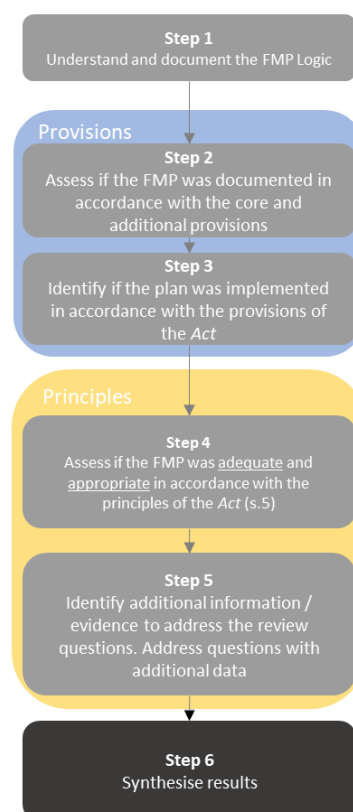 Step 1
Understand and document the FMP Logic
Provisions
Step 2
Assess if the FMP was documented in
accordance with the core and
additional provisions
Step 3
Identify if the plan was implemented
in accordance with the provisions of
the Act
Principles
Step 4
Assess if the FMP was adequate and
appropriate in accordance with the
principles of the Act (s.5)
Step 5
Identify additional information /
evidence to address the review
questions. Address questions with
additional data
Step 6
Synthesise results